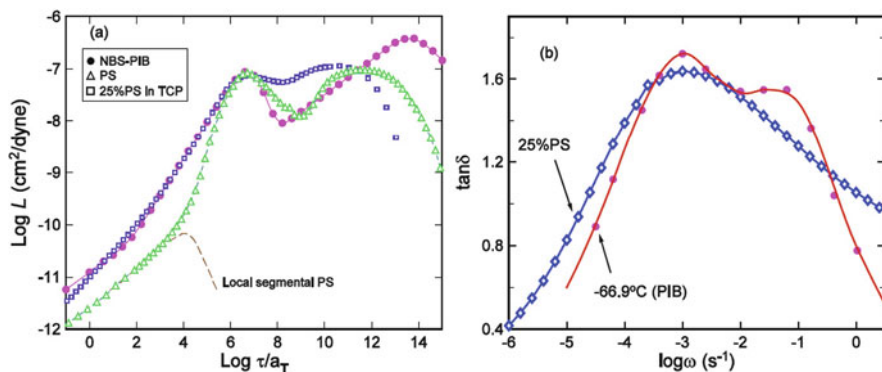 (a)
NBS-PIB
PS
25%PS in TCP
Local segmental PS
Log L (cm²/dyne)
-6
-7
-8
-9
-10
-11
-12
0 2 4 6 8 10 12 14
Log τ/aT
(b)
25%PS
-66.9ºC (PIB)
tanδ
1.6
1.2
0.8
0.4
-6 -5 -4 -3 -2 -1 0
logω (s⁻¹)